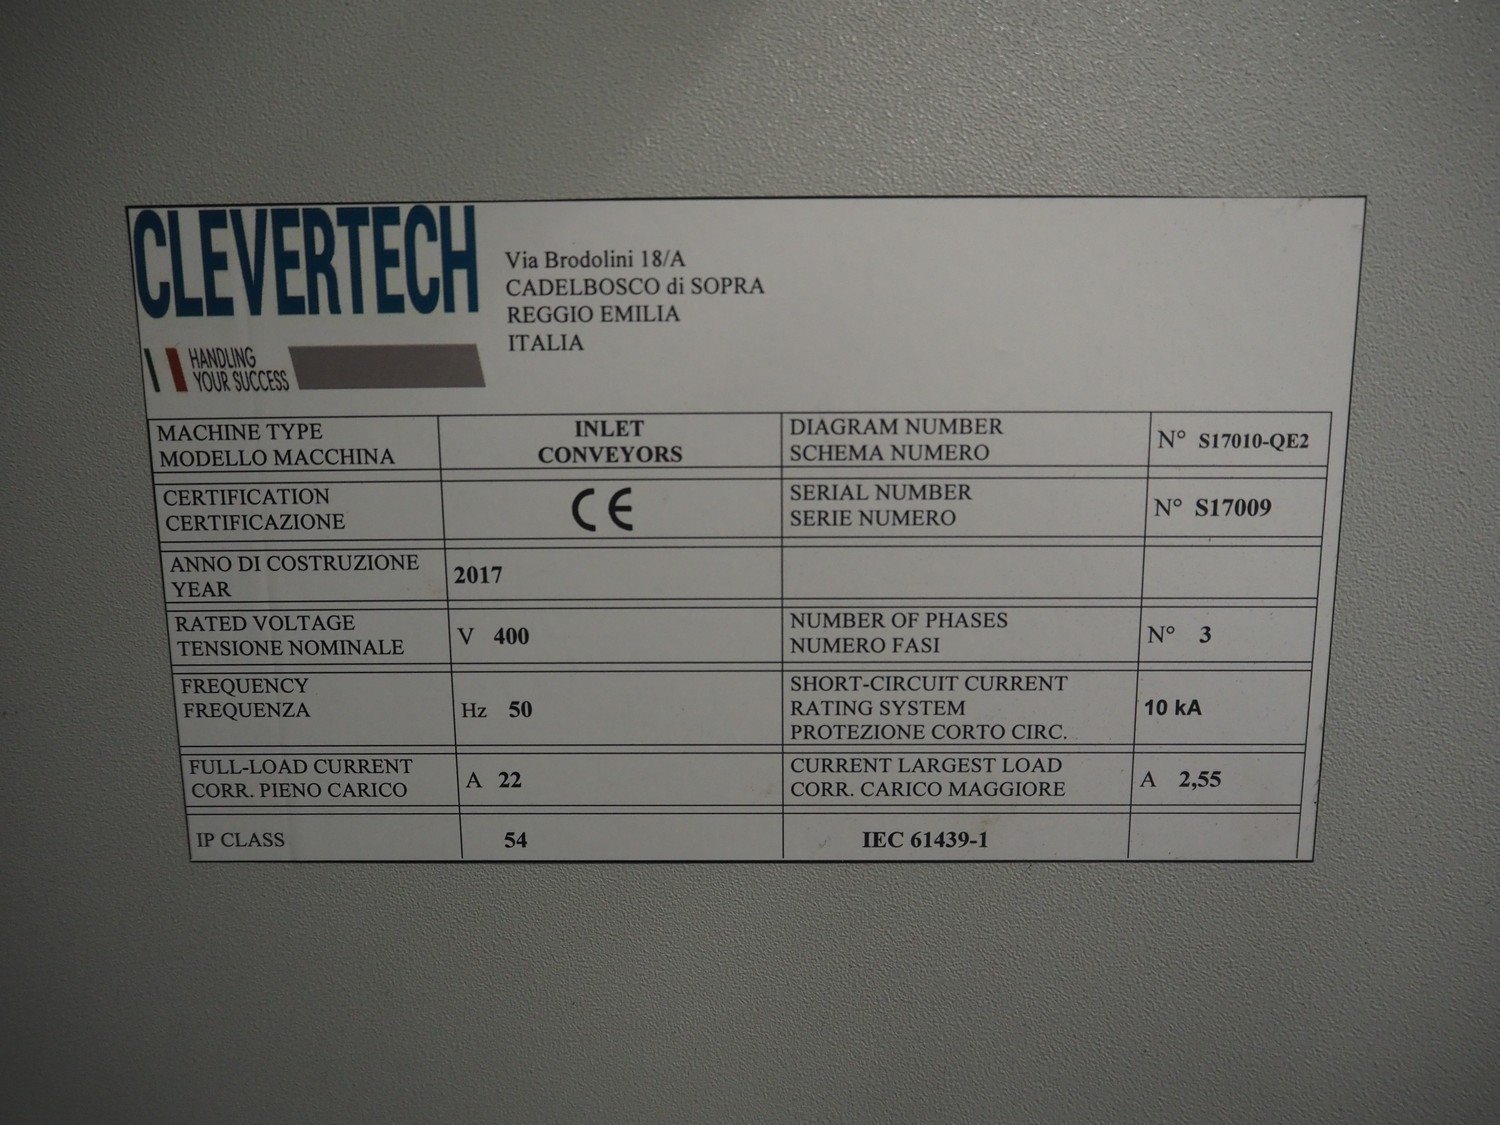 CLEVERTECH
HANDLING
YOUR SUCCESS
Via Brodolini 18/A
CADELBOSCO di SOPRA
REGGIO EMILIA
ITALIA
MACHINE TYPE
MODELLO MACCHINA
INLET
CONVEYORS
DIAGRAM NUMBER
SCHEMA NUMERO
N° S17010-QE2
CERTIFICATION
CERTIFICAZIONE
CE
SERIAL NUMBER
SERIE NUMERO
N° S17009
ANNO DI COSTRUZIONE
YEAR
2017
RATED VOLTAGE
TENSIONE NOMINALE
V 400
NUMBER OF PHASES
NUMERO FASI
N° 3
FREQUENCY
FREQUENZA
Hz 50
SHORT-CIRCUIT CURRENT
RATING SYSTEM
PROTEZIONE CORTO CIRC.
10 kA
FULL-LOAD CURRENT
CORR. PIENO CARICO
A 22
CURRENT LARGEST LOAD
CORR. CARICO MAGGIORE
A 2,55
IP CLASS
54
IEC 61439-1